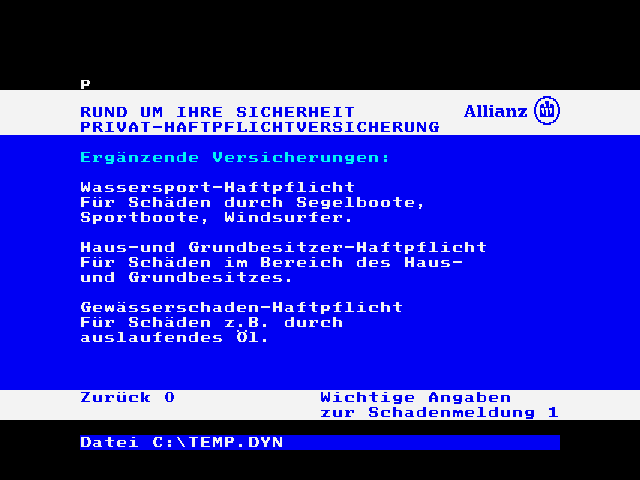 P
RUND UM IHRE SICHERHEIT
Allianz
PRIVAT-HAFTPFLICHTVERSICHERUNG
Ergänzende Versicherungen:
Wassersport-Haftpflicht
Für Schäden durch Segelboote,
Sportboote, Windsurfer.
Haus-und Grundbesitzer-Haftpflicht
Für Schäden im Bereich des Haus-
und Grundbesitzes.
Gewässerschaden-Haftpflicht
Für Schäden z.B. durch
auslaufendes Öl.
Zurück 0
Wichtige Angaben
zur Schadenmeldung 1
Datei C:\TEMP.DYN